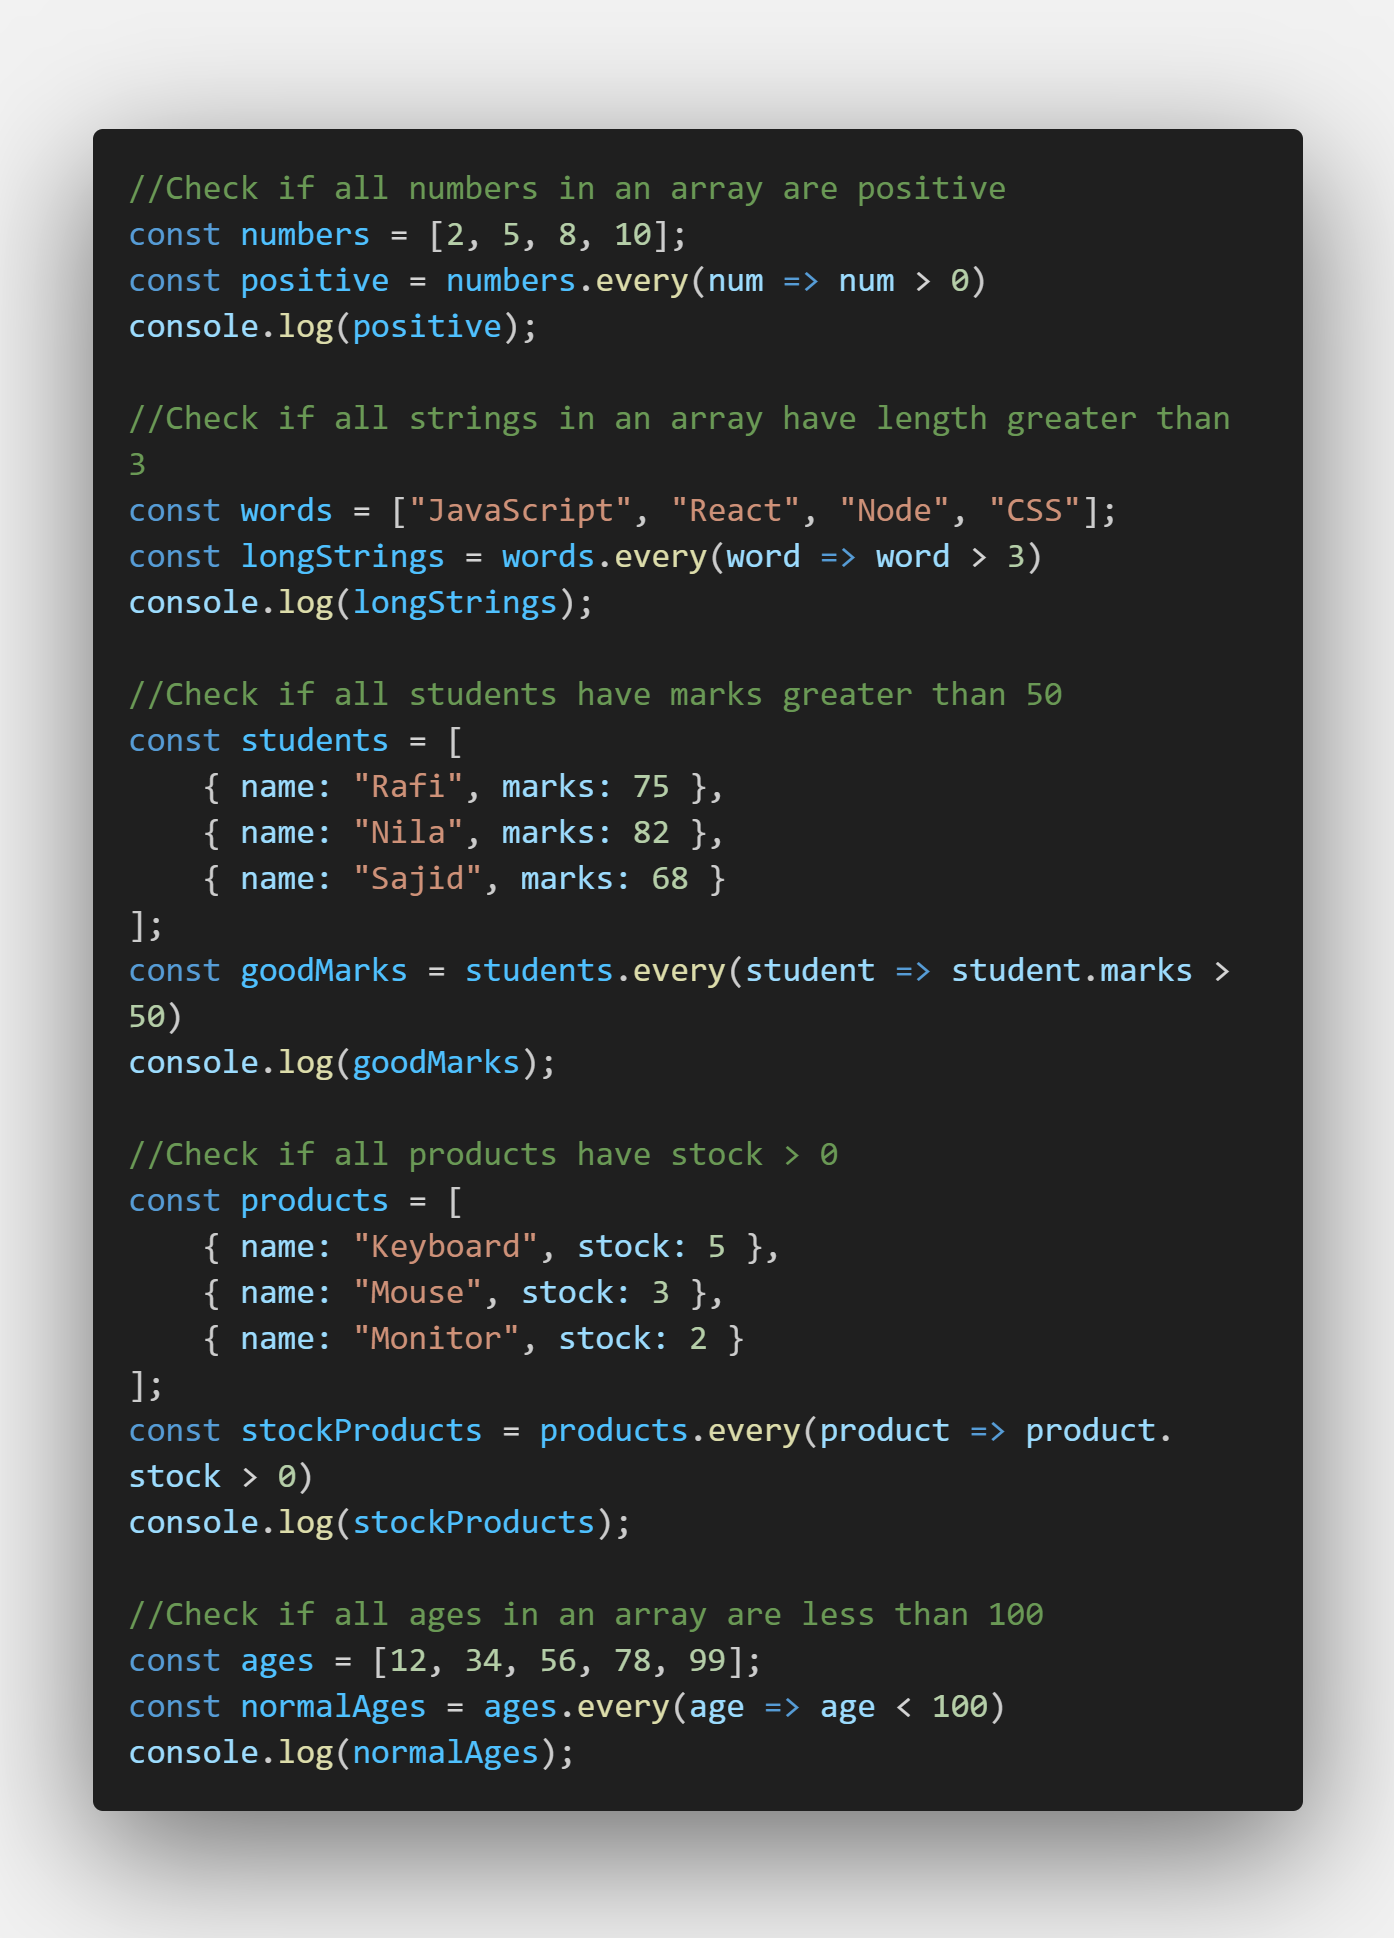 //Check if all numbers in an array are positive
const numbers = [2, 5, 8, 10];
const positive = numbers.every(num => num > 0)
console.log(positive);

//Check if all strings in an array have length greater than
3
const words = ["JavaScript", "React", "Node", "CSS"];
const longStrings = words.every(word => word > 3)
console.log(longStrings);

//Check if all students have marks greater than 50
const students = [
    { name: "Rafi", marks: 75 },
    { name: "Nila", marks: 82 },
    { name: "Sajid", marks: 68 }
];
const goodMarks = students.every(student => student.marks >
50)
console.log(goodMarks);

//Check if all products have stock > 0
const products = [
    { name: "Keyboard", stock: 5 },
    { name: "Mouse", stock: 3 },
    { name: "Monitor", stock: 2 }
];
const stockProducts = products.every(product => product.
stock > 0)
console.log(stockProducts);

//Check if all ages in an array are less than 100
const ages = [12, 34, 56, 78, 99];
const normalAges = ages.every(age => age < 100)
console.log(normalAges);